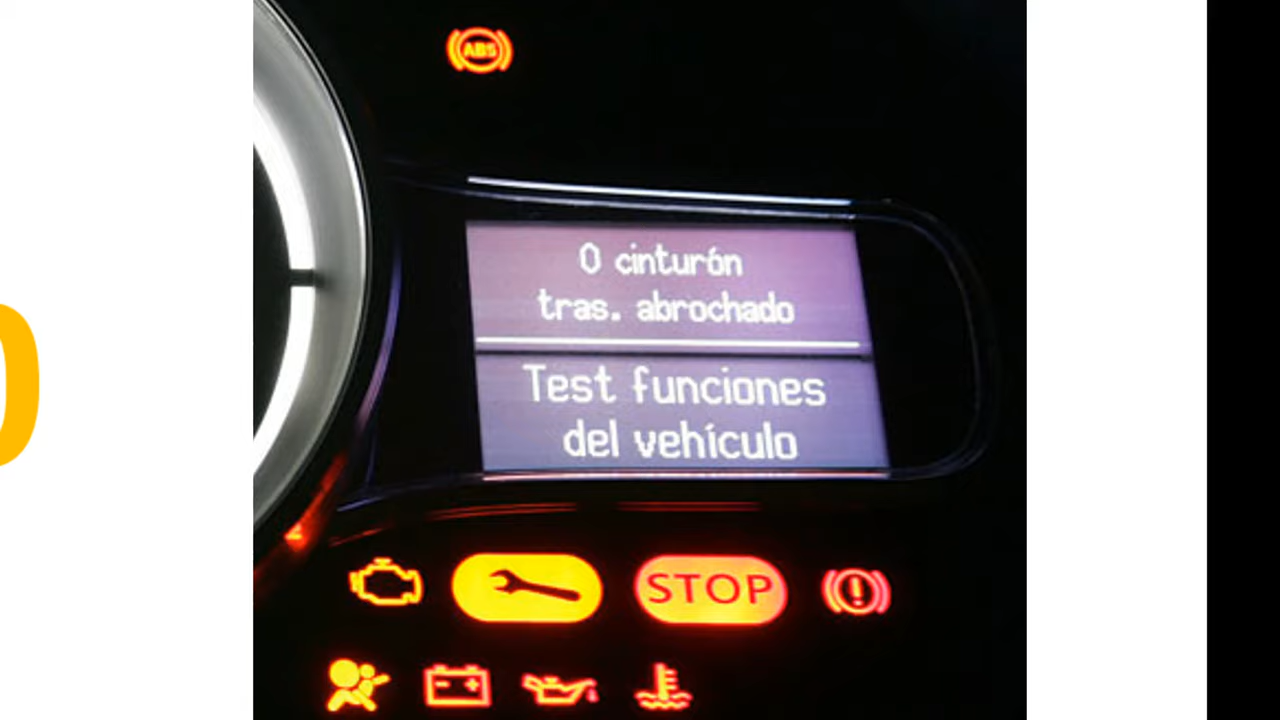 ABS
0 cinturón
tras. abrochado
Test funciones
del vehículo
STOP